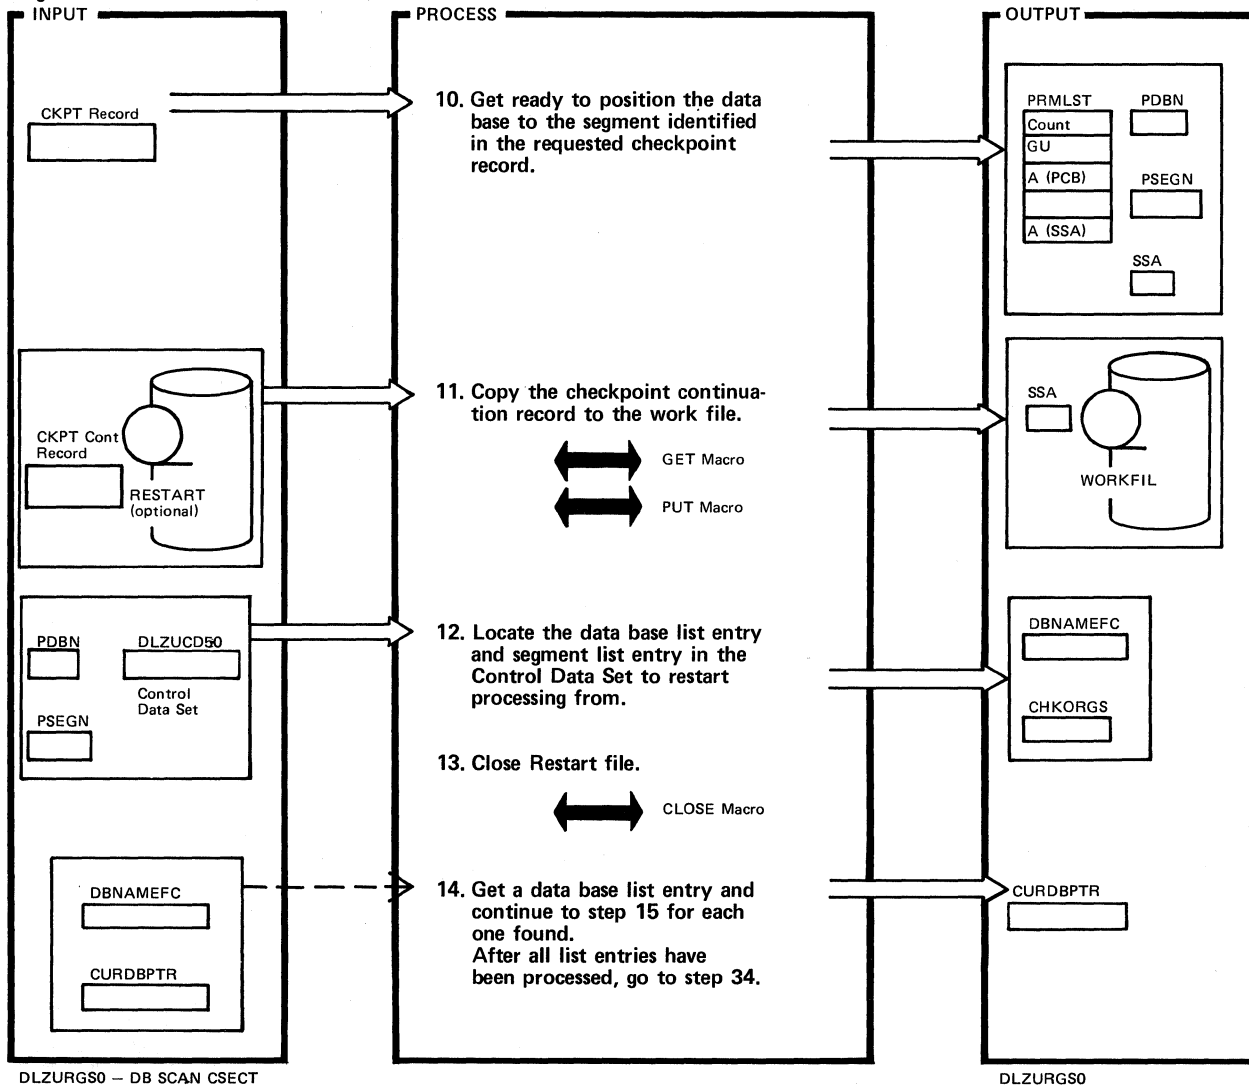 INPUT
PROCESS
OUTPUT
CKPT Record
10. Get ready to position the data
base to the segment identified
in the requested checkpoint
record.
PRMLST
Count
GU
A (PCB)
A (SSA)
PDBN
PSEGN
SSA
CKPT Cont
Record
RESTART
(optional)
11. Copy the checkpoint continua-
tion record to the work file.
GET Macro
PUT Macro
SSA
WORKFIL
PDBN
DLZUCD50
Control
Data Set
PSEGN
12. Locate the data base list entry
and segment list entry in the
Control Data Set to restart
processing from.
DBNAMEFC
CHKORGS
13. Close Restart file.
CLOSE Macro
DBNAMEFC
CURDBPTR
14. Get a data base list entry and
continue to step 15 for each
one found.
After all list entries have
been processed, go to step 34.
CURDBPTR
DLZURGS0 – DB SCAN CSECT
DLZURGS0